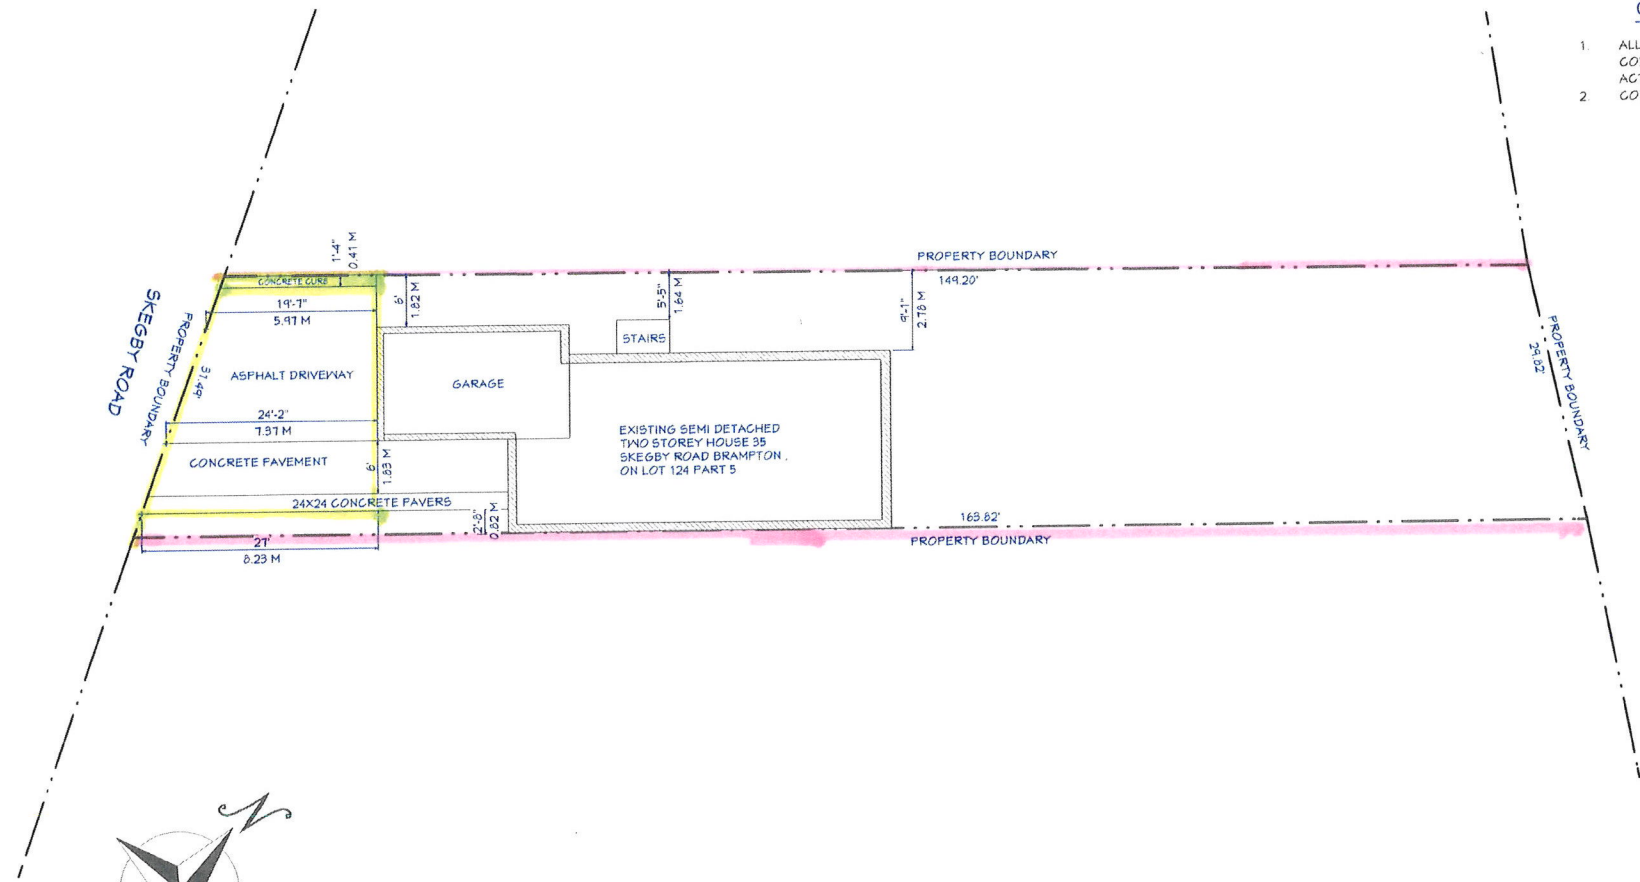 1. ALL
2. CO
PROPERTY BOUNDARY
149.20'
1'-4"
0.41 M
CONCRETE CURB
19'-7"
5.97 M
6'
1.82 M
5'-5"
1.64 M
9'-1"
2.78 M
STAIRS
SKEGBY ROAD
PROPERTY BOUNDARY
31.49'
ASPHALT DRIVEWAY
GARAGE
24'-2"
7.37 M
CONCRETE PAVEMENT
6'
1.83 M
EXISTING SEMI DETACHED
TWO STOREY HOUSE 35
SKEGBY ROAD BRAMPTON ,
ON LOT 124 PART 5
PROPERTY BOUNDARY
29.82'
24X24 CONCRETE PAVERS
2'-8"
0.82 M
27'
8.23 M
163.82'
PROPERTY BOUNDARY
N